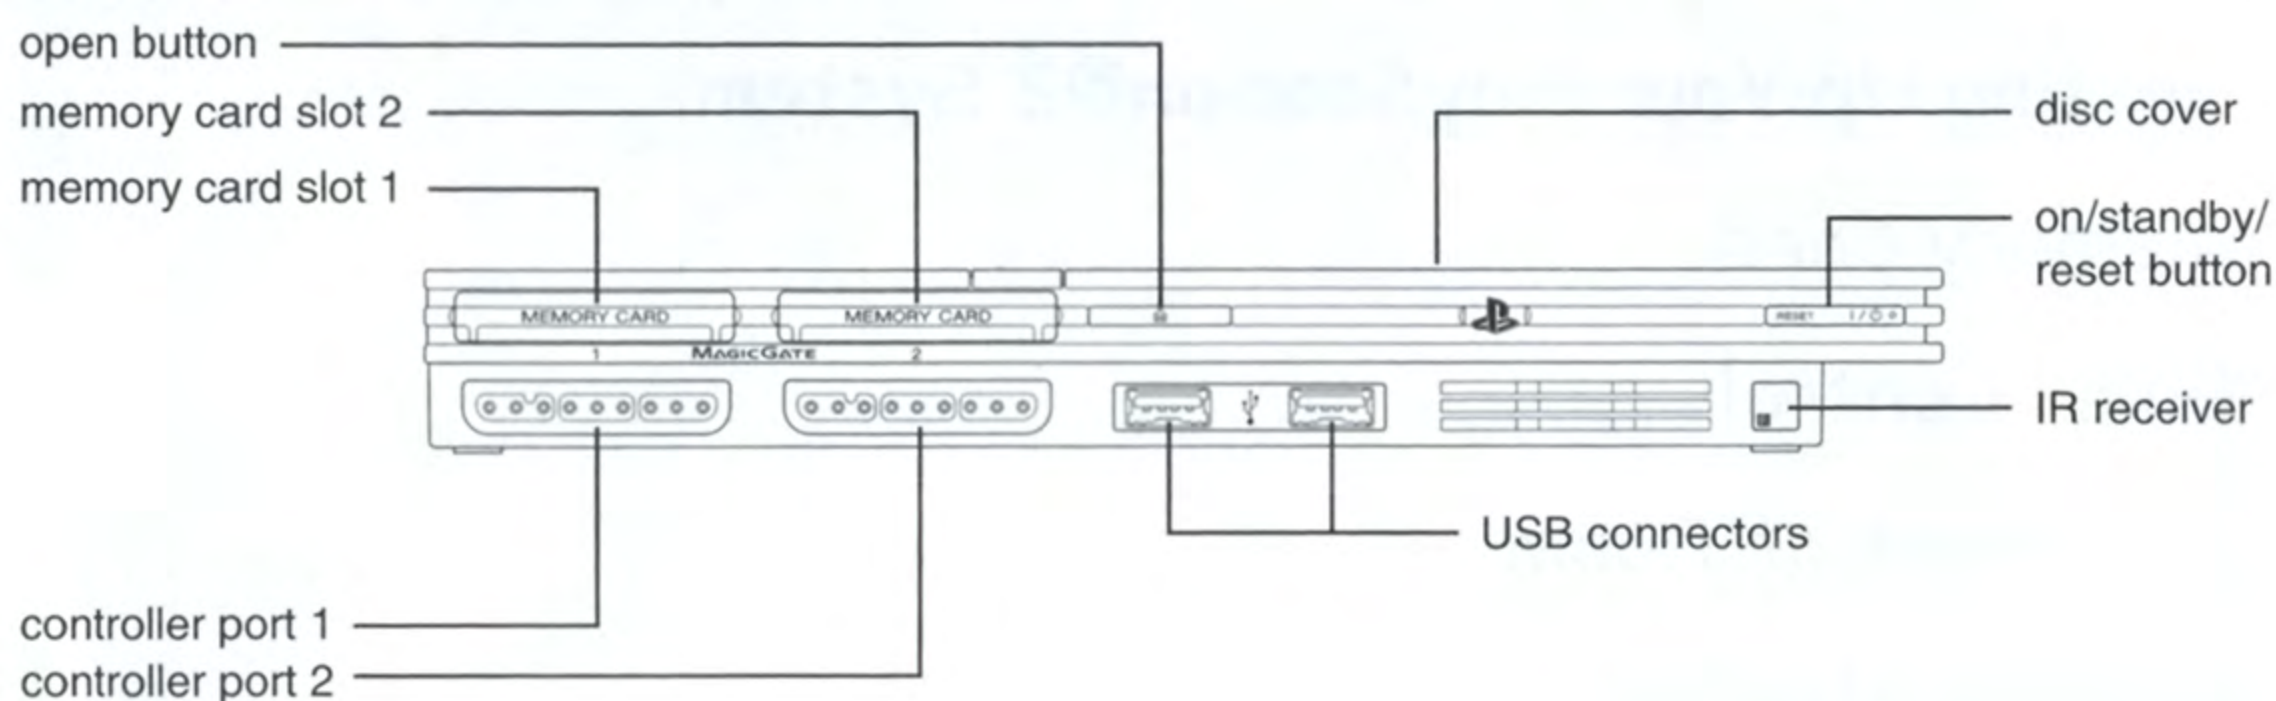 open button
memory card slot 2
disc cover
memory card slot 1
on/standby/
reset button
MEMORY CARD
MEMORY CARD
RESET
I/
1
MAGICGATE
2
IR receiver
USB connectors
controller port 1
controller port 2